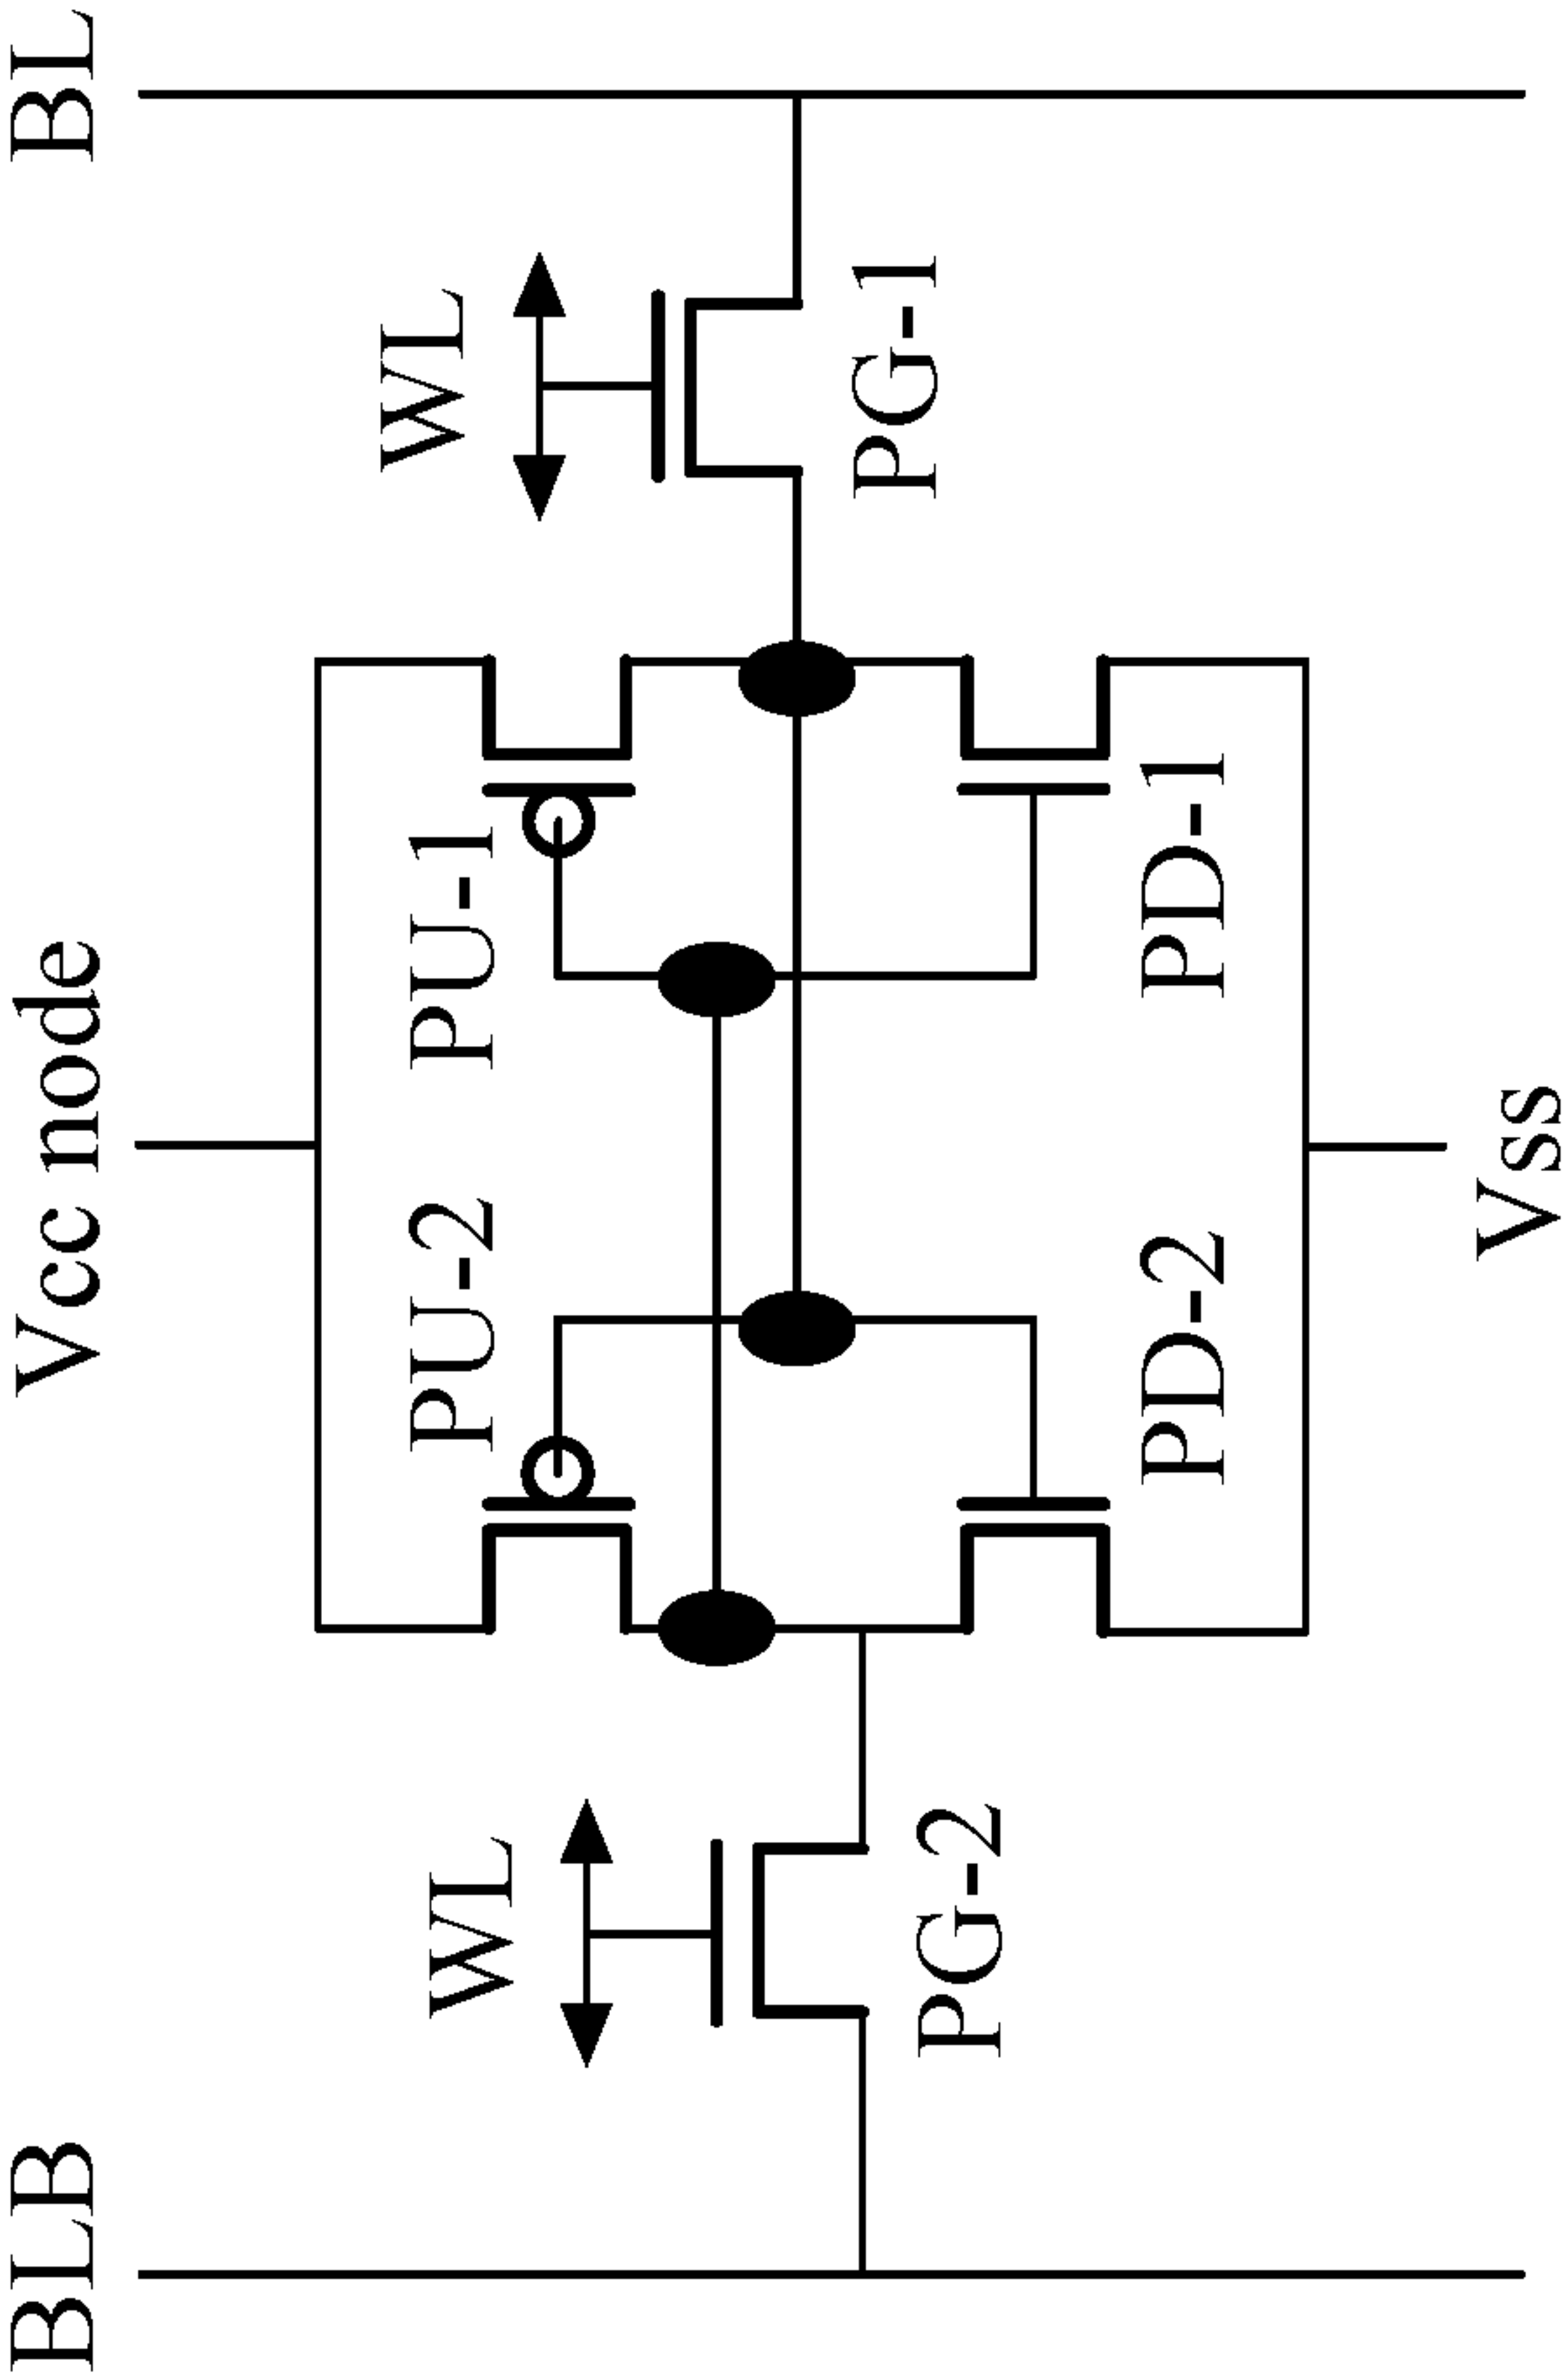 BLB
Vcc node
BL
WL
WL
PU-2
PU-1
PG-2
PG-1
PD-2
PD-1
Vss